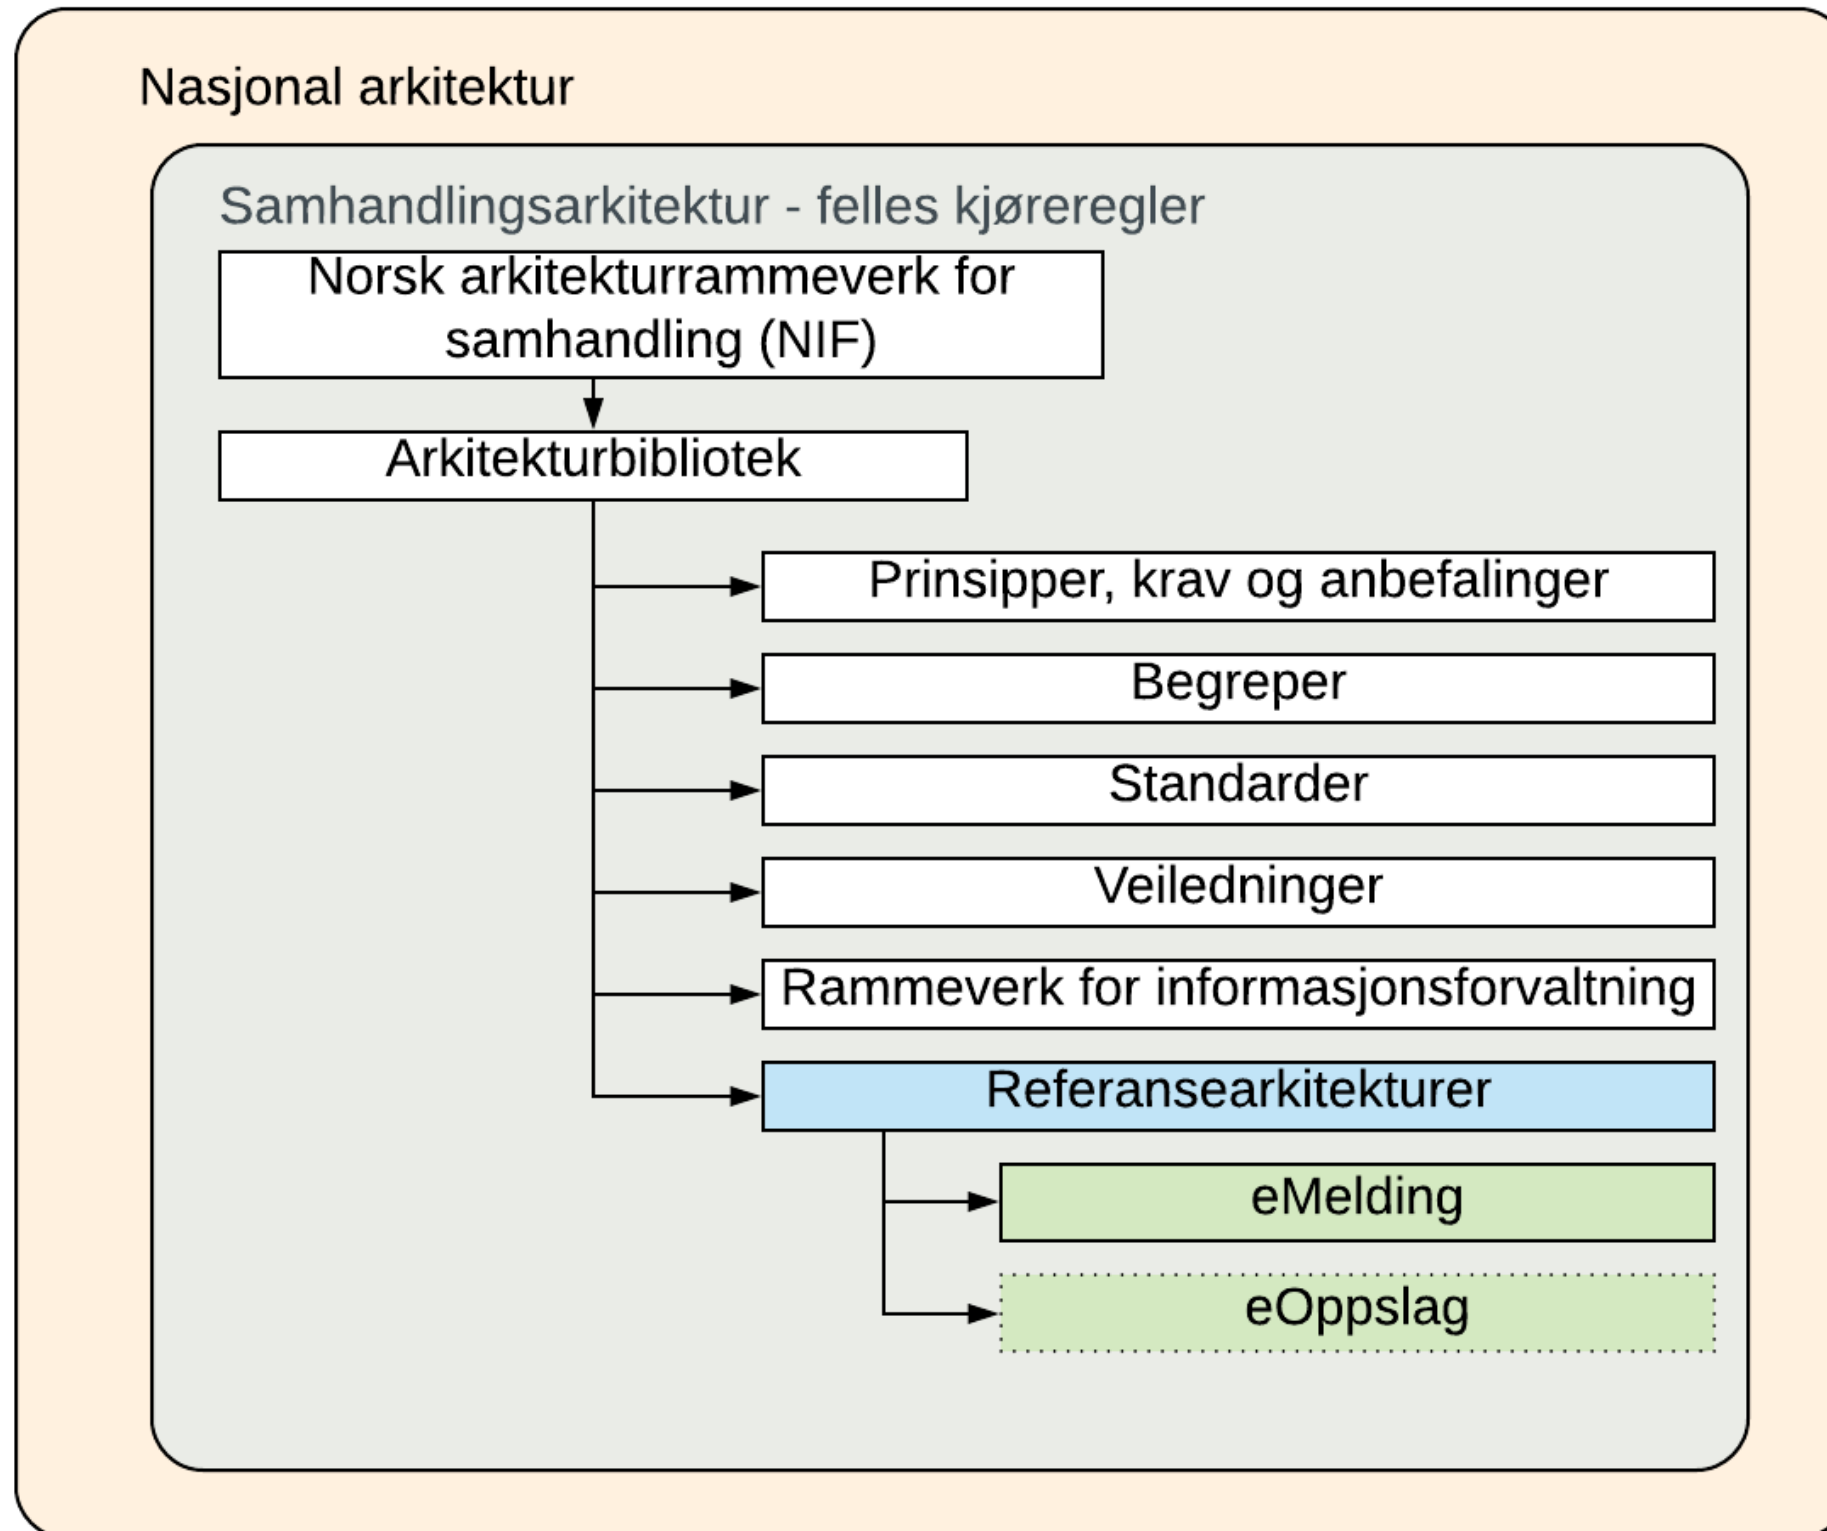 Nasjonal arkitektur
Samhandlingsarkitektur - felles kjøreregler
Norsk arkitekturrammeverk for
samhandling (NIF)
Arkitekturbibliotek
Prinsipper, krav og anbefalinger
Begreper
Standarder
Veiledninger
Rammeverk for informasjonsforvaltning
Referansearkitekturer
eMelding
eOppslag